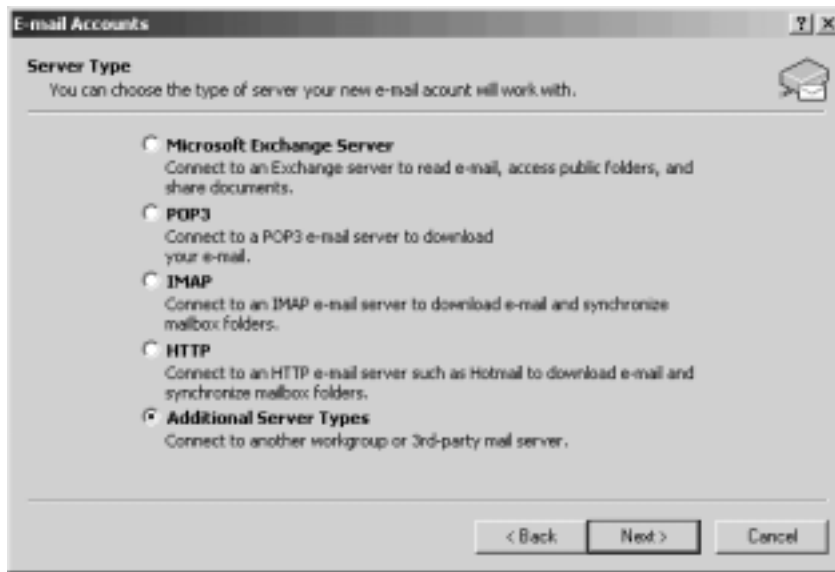 E-mail Accounts
Server Type
You can choose the type of server your new e-mail acount will work with.
Microsoft Exchange Server
Connect to an Exchange server to read e-mail, access public folders, and
share documents.
POP3
Connect to a POP3 e-mail server to download
your e-mail.
IMAP
Connect to an IMAP e-mail server to download e-mail and synchronize
mailbox folders.
HTTP
Connect to an HTTP e-mail server such as Hotmail to download e-mail and
synchronize mailbox folders.
Additional Server Types
Connect to another workgroup or 3rd-party mail server.
< Back Next > Cancel